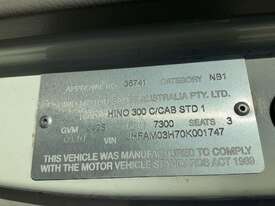 APPROVAL 36741 CATEGORY NB1
AUSTRALIA PTY. LTD.
HINO 300 C/CAB STD 1
GVM 7300 SEATS 3
VIN JHFAM03H70K001747
THIS VEHICLE WAS MANUFACTURED TO COMPLY
WITH THE MOTOR VEHICLE STANDARDS ACT 1989